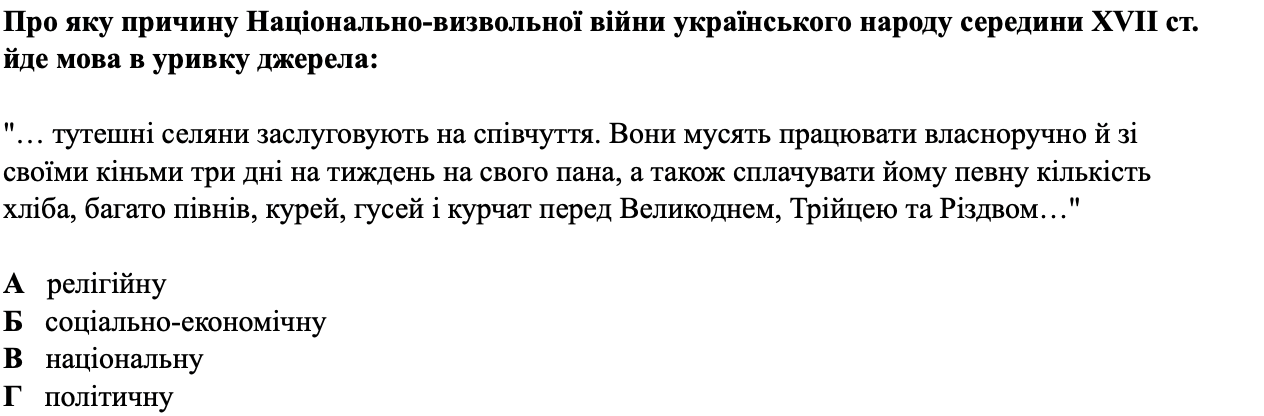 Про яку причину Національно-визвольної війни українського народу середини XVII ст.
йде мова в уривку джерела:
"… тутешні селяни заслуговують на співчуття. Вони мусять працювати власноручно й зі
своїми кіньми три дні на тиждень на свого пана, а також сплачувати йому певну кількість
хліба, багато півнів, курей, гусей і курчат перед Великоднем, Трійцею та Різдвом…"
А релігійну
Б соціально-економічну
В національну
Г політичну